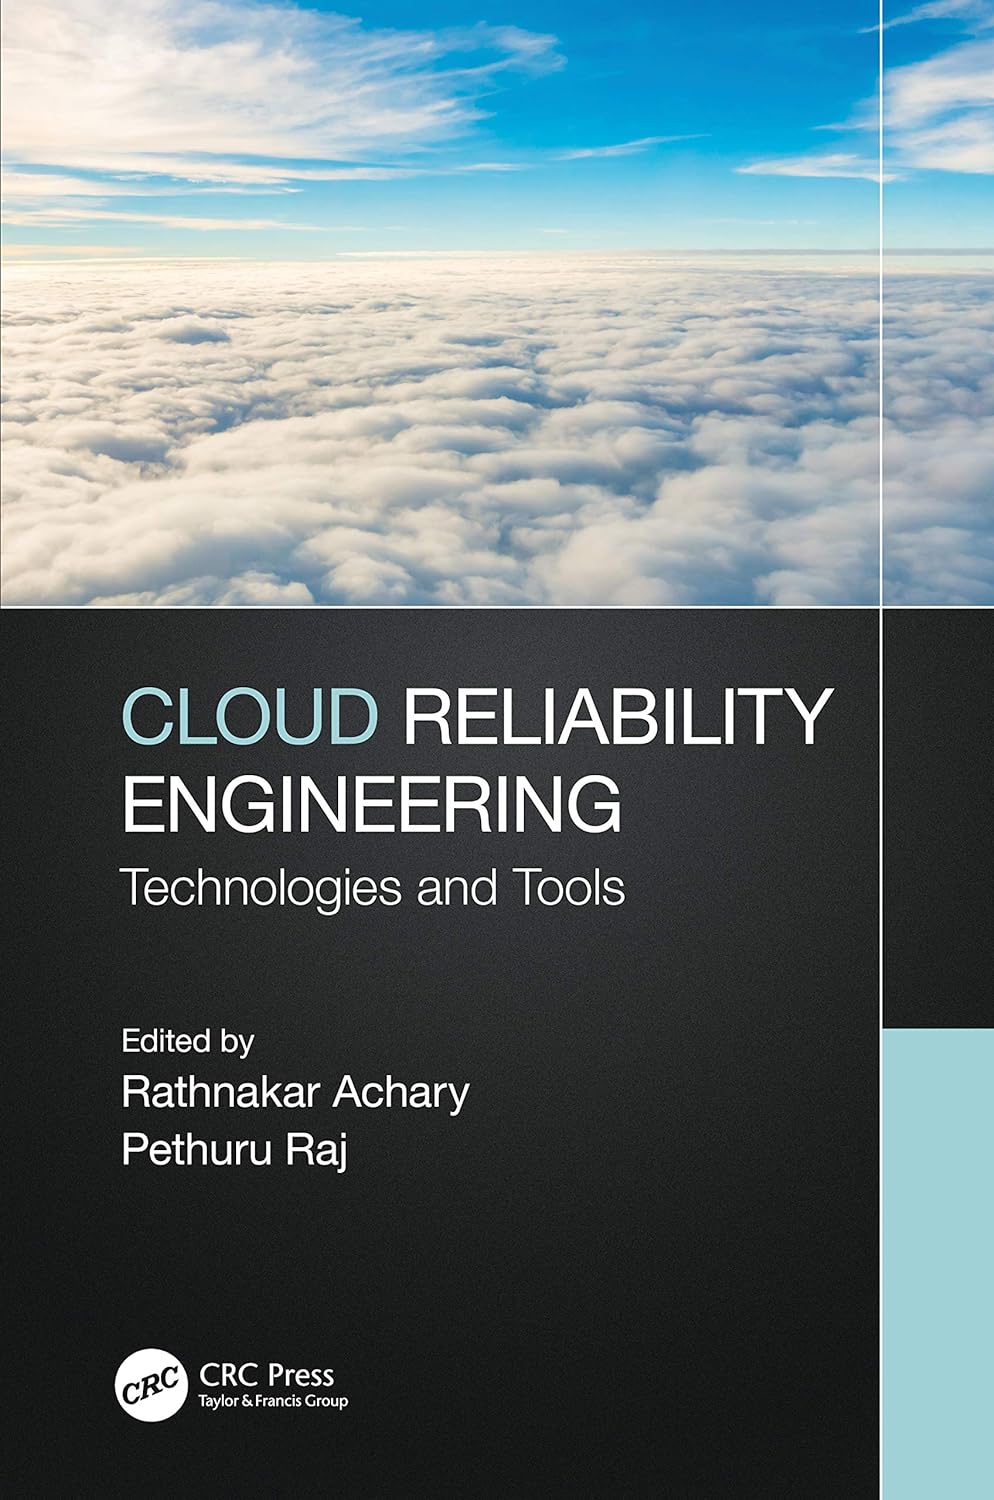 CLOUD RELIABILITY
ENGINEERING
Technologies and Tools
Edited by
Rathnakar Achary
Pethuru Raj
CRC
CRC Press
Taylor & Francis Group